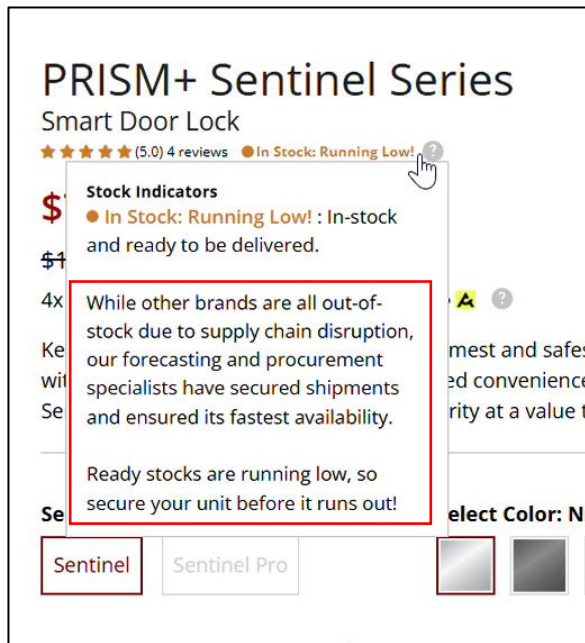 PRISM+ Sentinel Series
Smart Door Lock
(5.0) 4 reviews In Stock: Running Low! ?
$
Stock Indicators
In Stock: Running Low! : In-stock
and ready to be delivered.
$1
4x
?
While other brands are all out-of-
stock due to supply chain disruption,
our forecasting and procurement
specialists have secured shipments
and ensured its fastest availability.
Ready stocks are running low, so
secure your unit before it runs out!
Ke
wit
Se
mest and safes
ed convenience
rity at a value t
Se
elect Color: N
Sentinel
Sentinel Pro